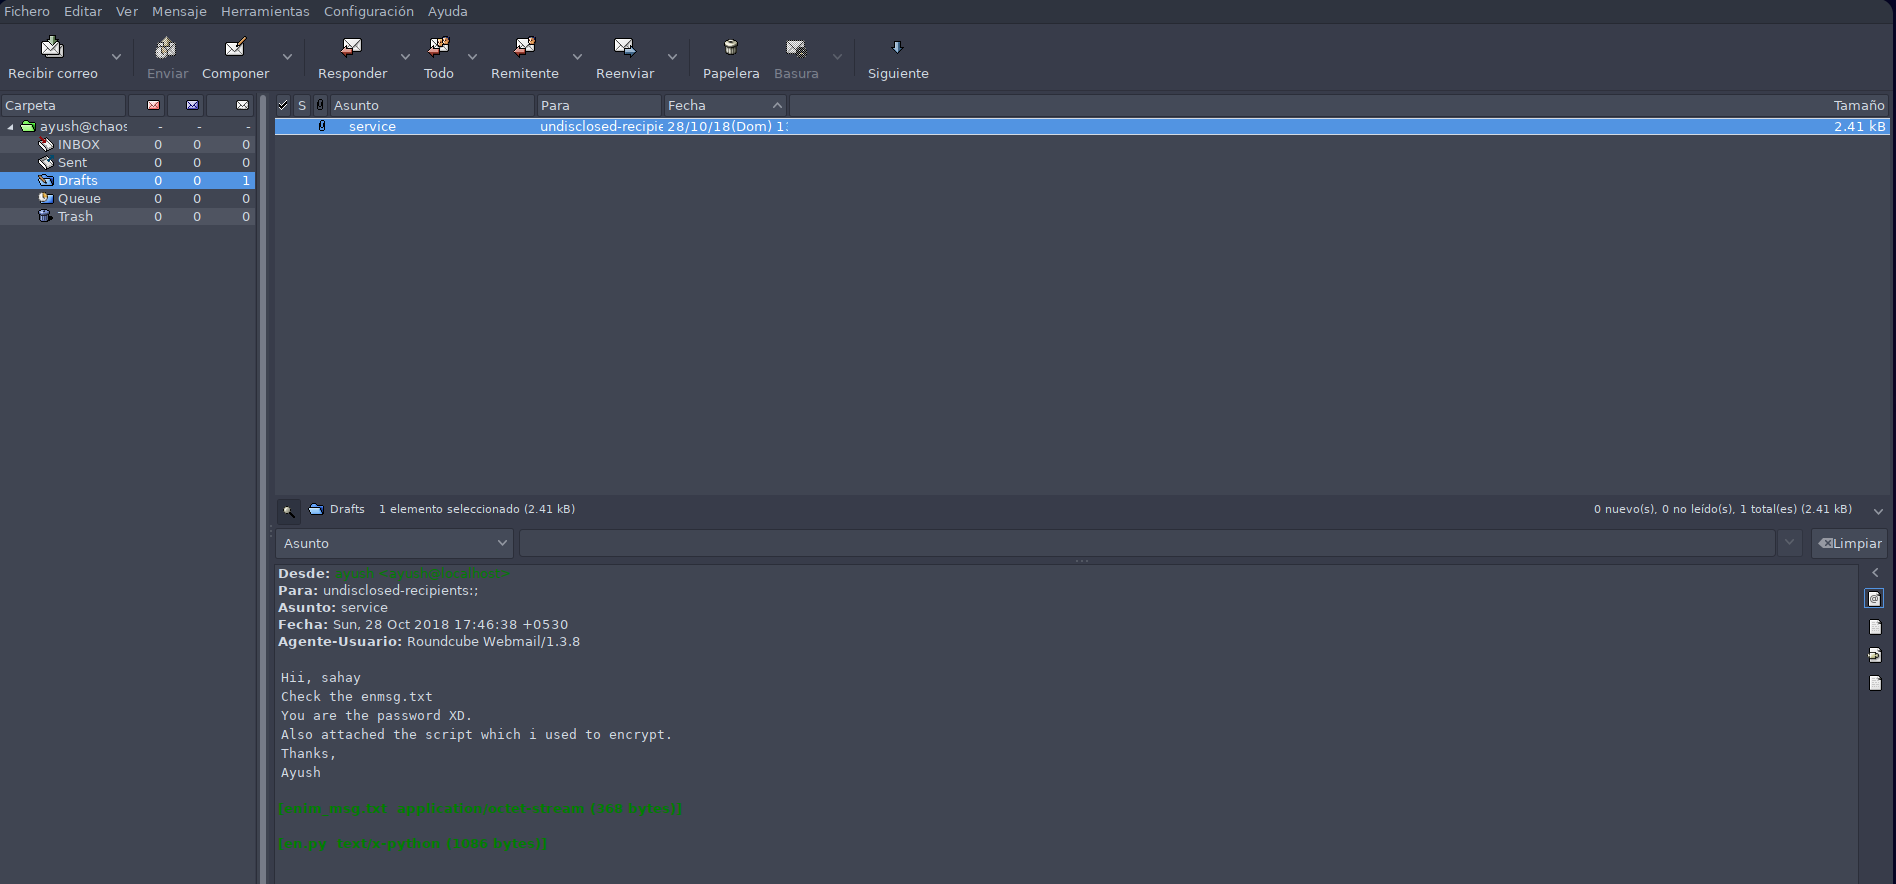 Fichero Editar Ver Mensaje Herramientas Configuración Ayuda
Recibir correo Enviar Componer Responder Todo Remitente Reenviar Papelera Basura Siguiente
Carpeta
S Asunto Para Fecha Tamaño
ayush@chaos - - -
service undisclosed-recipie 28/10/18(Dom) 1: 2.41 kB
INBOX 0 0 0
Sent 0 0 0
Drafts 0 0 1
Queue 0 0 0
Trash 0 0 0
Drafts 1 elemento seleccionado (2.41 kB) 0 nuevo(s), 0 no leído(s), 1 total(es) (2.41 kB)
Asunto Limpiar
Desde: ayush <ayush@localhost>
Para: undisclosed-recipients:;
Asunto: service
Fecha: Sun, 28 Oct 2018 17:46:38 +0530
Agente-Usuario: Roundcube Webmail/1.3.8
Hii, sahay
Check the enmsg.txt
You are the password XD.
Also attached the script which i used to encrypt.
Thanks,
Ayush
[enim_msg.txt application/octet-stream (368 bytes)]
[en.py text/x-python (1086 bytes)]